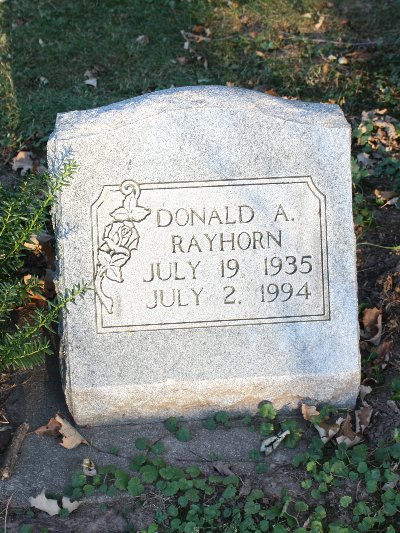 DONALD A.
RAYHORN
JULY 19 1935
JULY 2, 1994